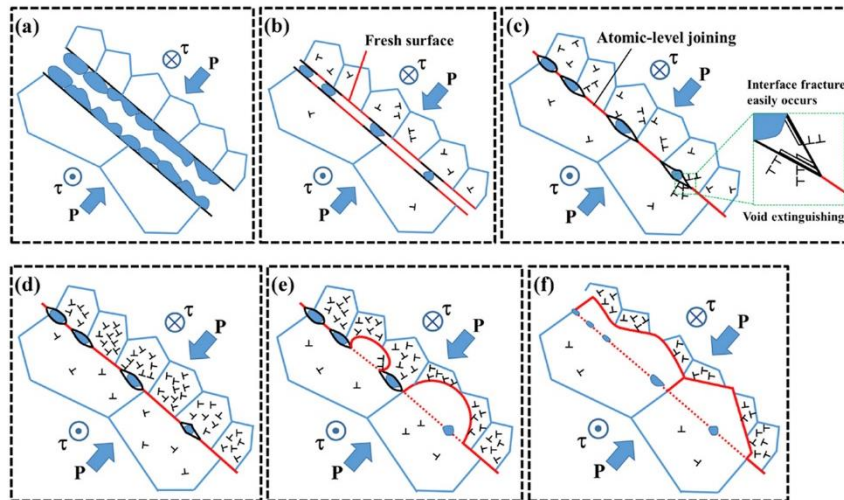 (a)
τ
P
τ
P
(b)
Fresh surface
τ
P
τ
P
(c)
Atomic-level joining
τ
P
Interface fracture
easily occurs
Void extinguishing
τ
P
(d)
τ
P
τ
P
(e)
τ
P
τ
P
(f)
τ
P
τ
P